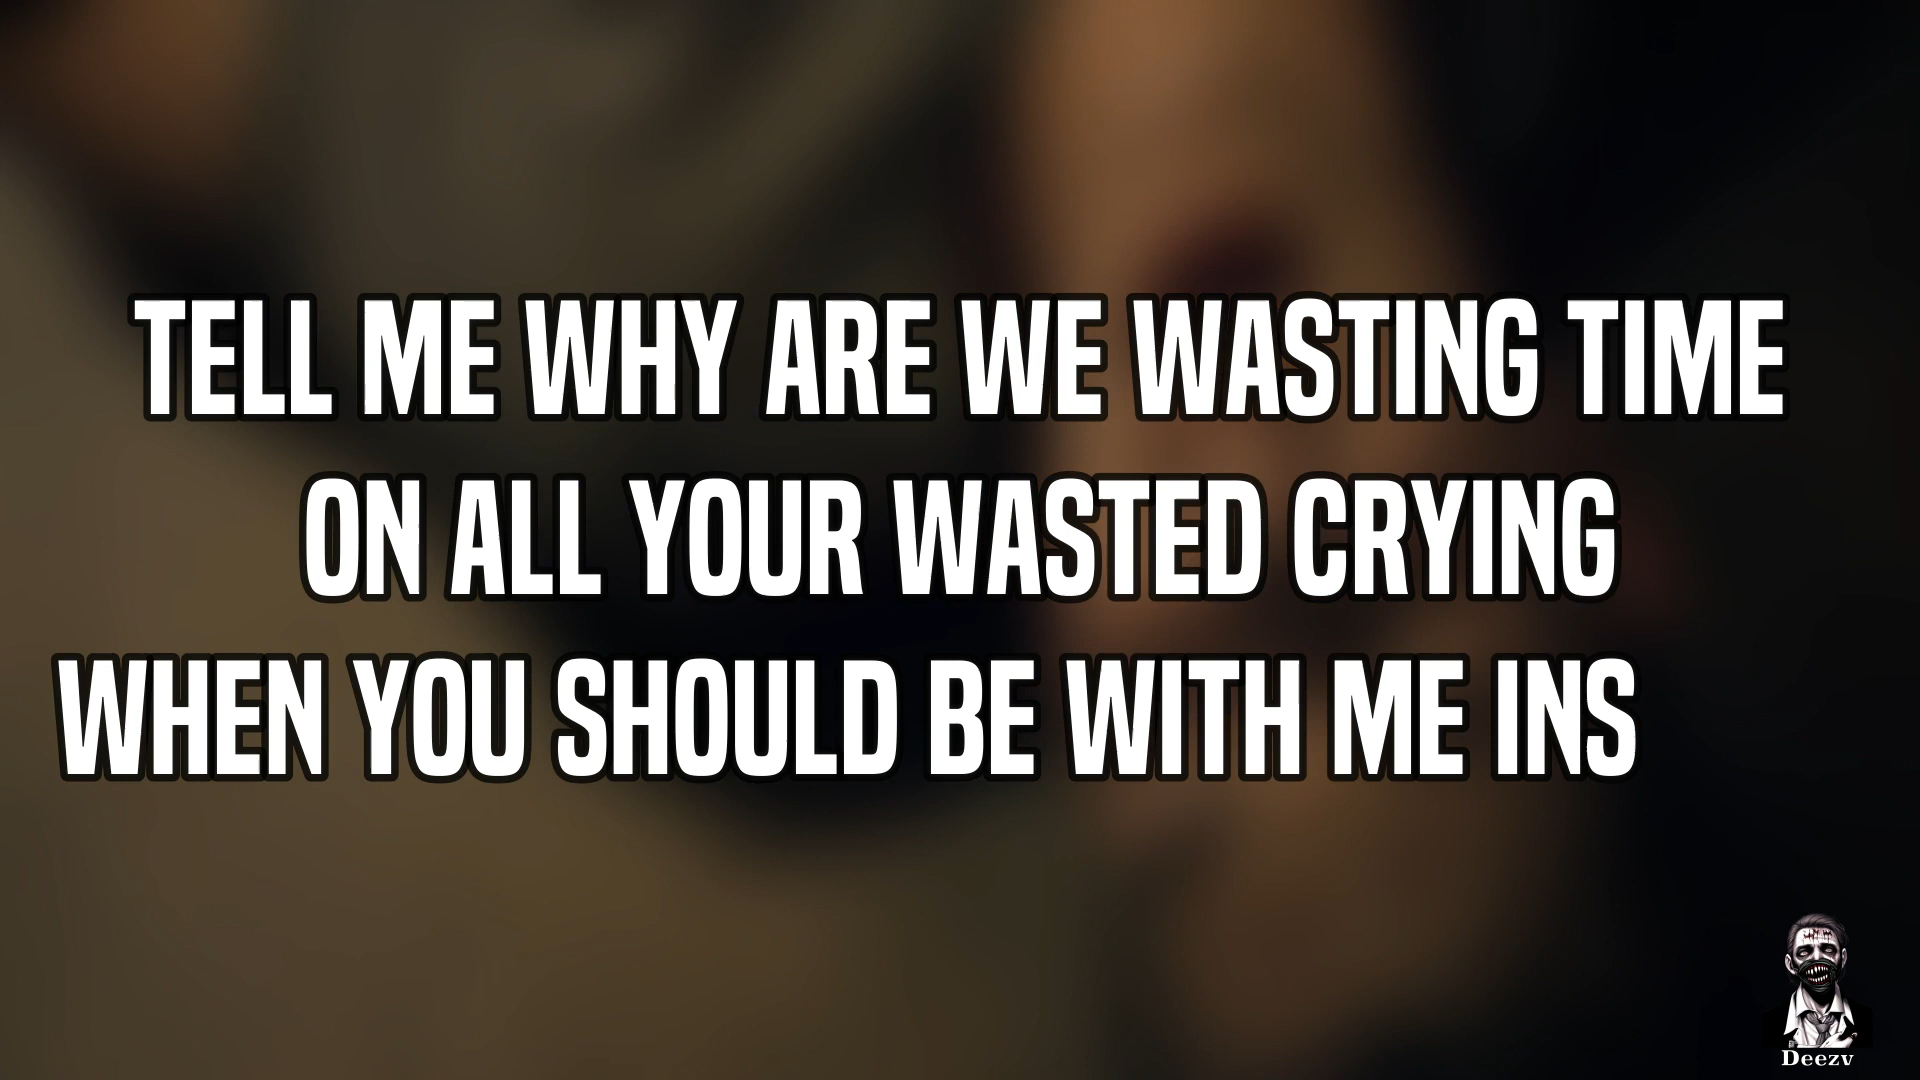 TELL ME WHY ARE WE WASTING TIME
ON ALL YOUR WASTED CRYING
WHEN YOU SHOULD BE WITH ME INS
Deezv